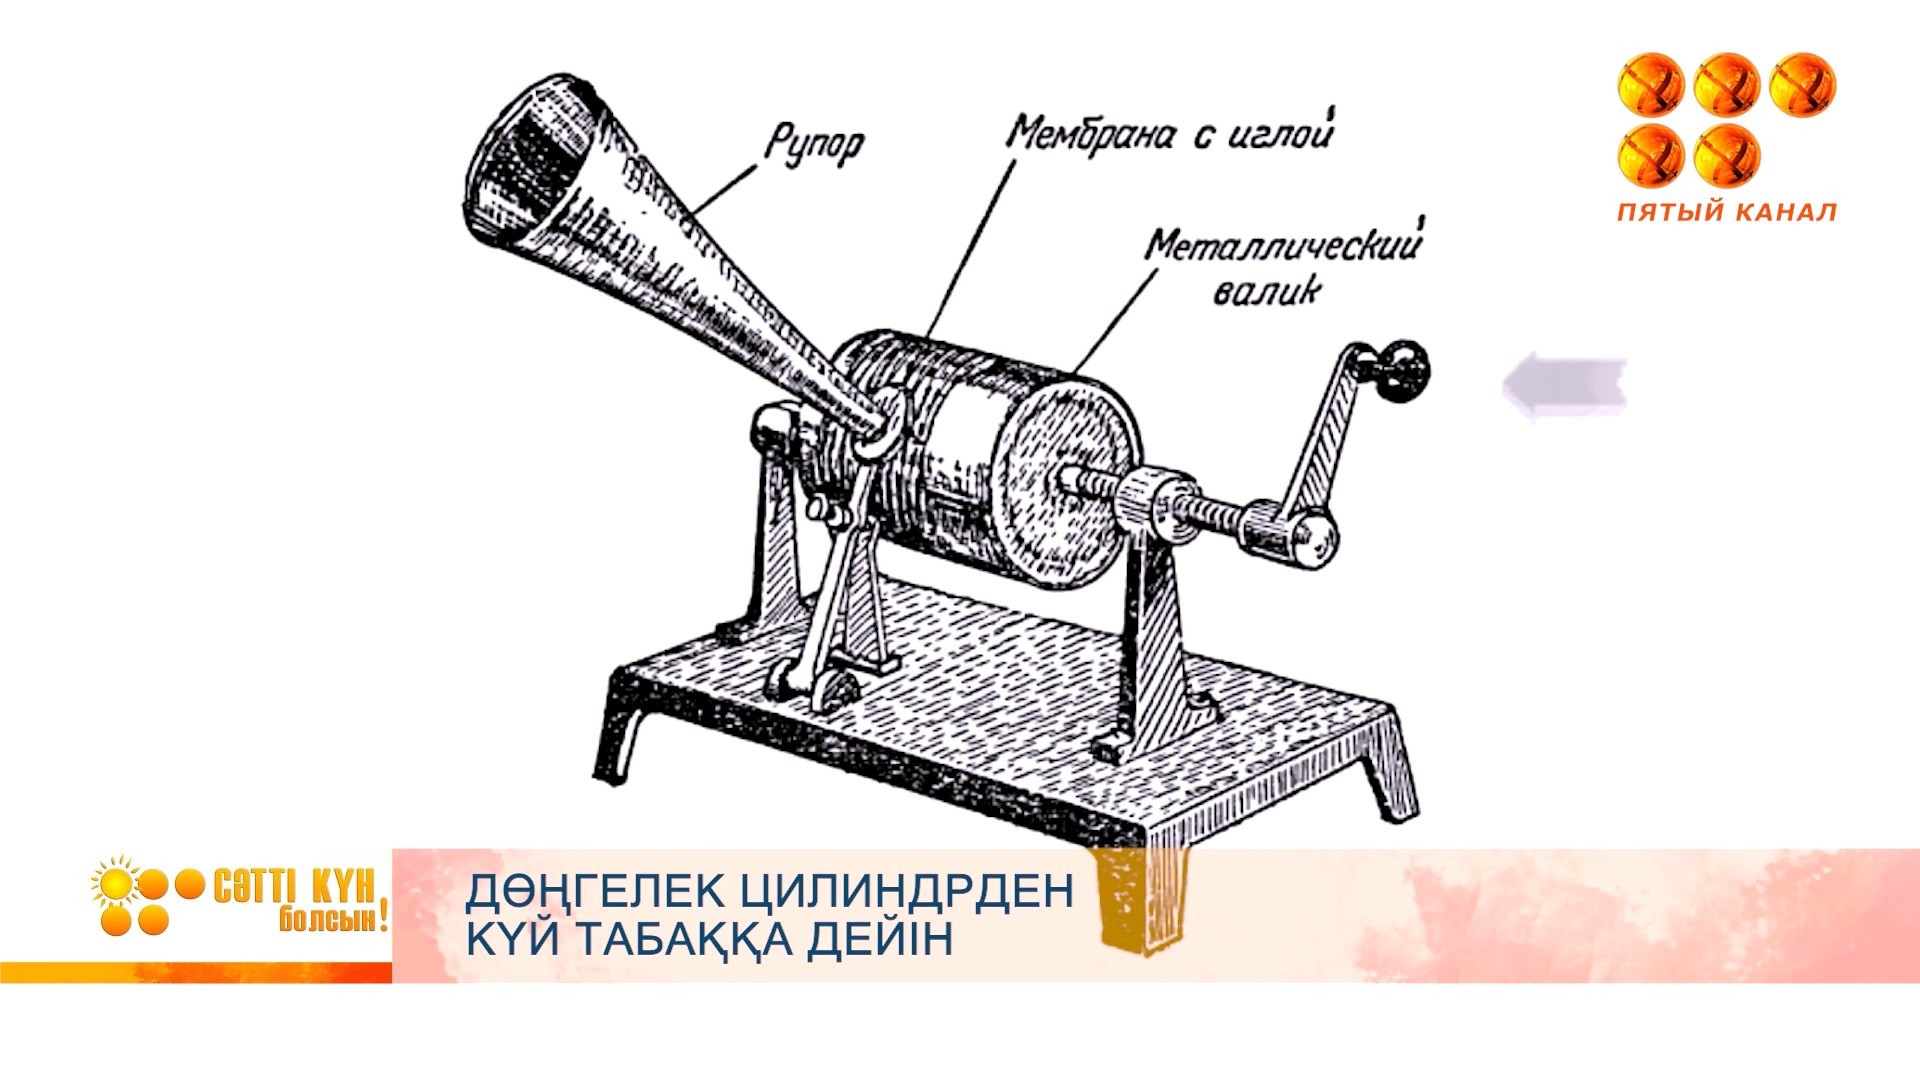 Рупор
Мембрана с иглой
Металлический
валик
ПЯТЫЙ КАНАЛ
СӘТТІ КҮН
болсын!
ДӨҢГЕЛЕК ЦИЛИНДРДЕН
КҮЙ ТАБАҚҚА ДЕЙІН